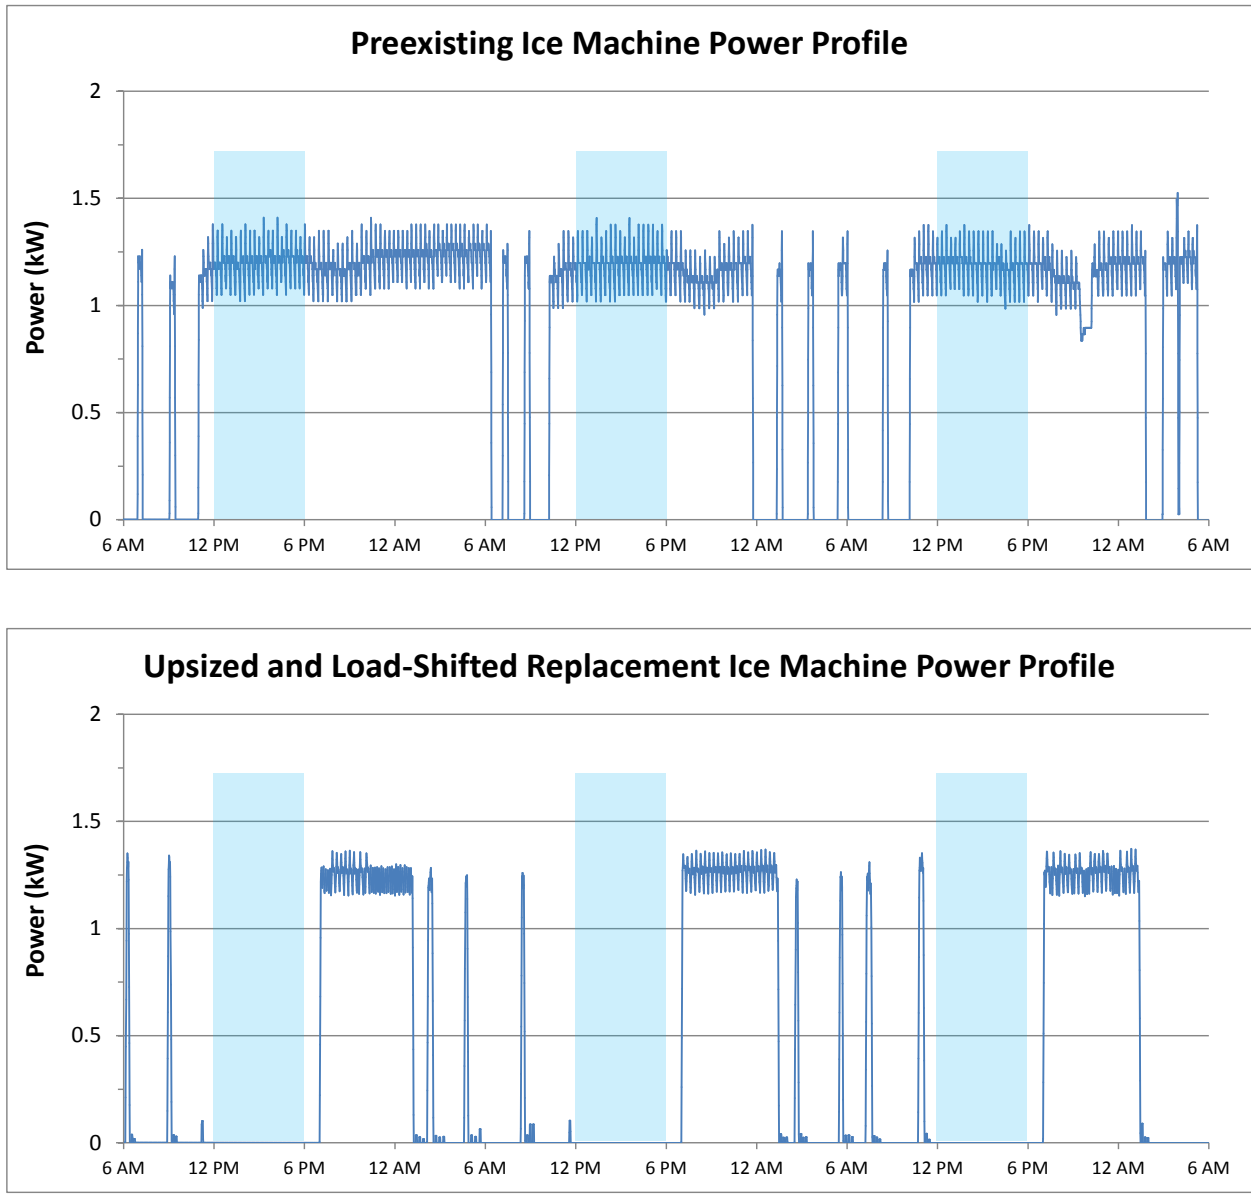 Preexisting Ice Machine Power Profile
2
1.5
1
0.5
0
Power (kW)
6 AM 12 PM 6 PM 12 AM 6 AM 12 PM 6 PM 12 AM 6 AM 12 PM 6 PM 12 AM 6 AM
Upsized and Load-Shifted Replacement Ice Machine Power Profile
2
1.5
1
0.5
0
Power (kW)
6 AM 12 PM 6 PM 12 AM 6 AM 12 PM 6 PM 12 AM 6 AM 12 PM 6 PM 12 AM 6 AM